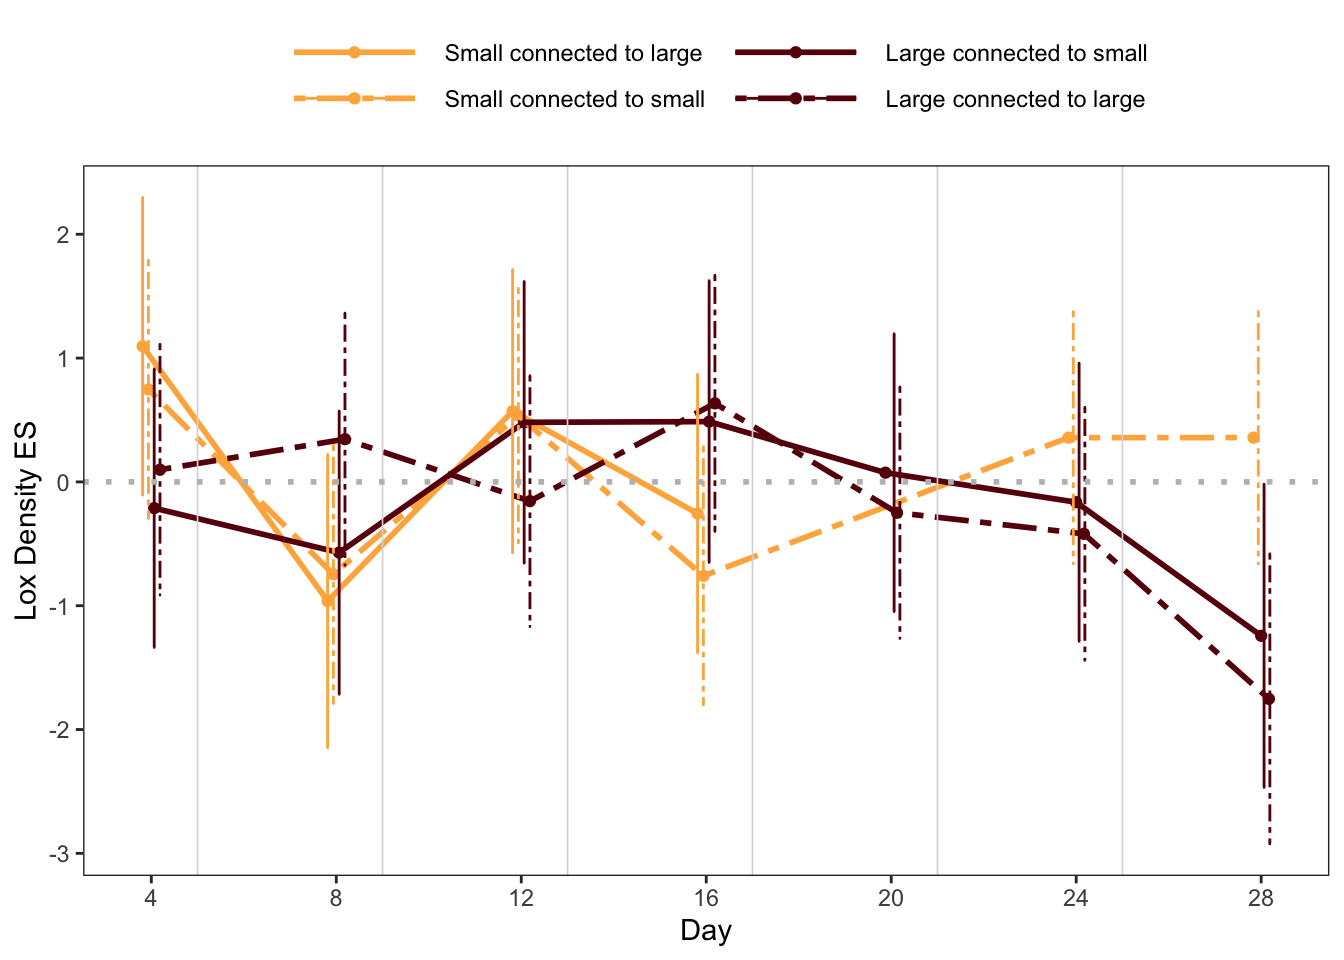 Small connected to large
Large connected to small
Small connected to small
Large connected to large
Lox Density ES
2
1
0
-1
-2
-3
4 8 12 16 20 24 28
Day